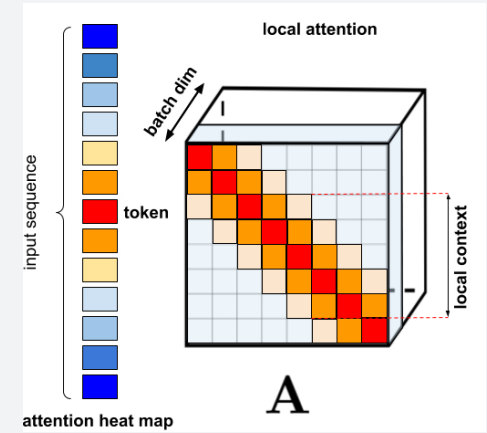 local attention
batch dim
input sequence
token
local context
A
attention heat map